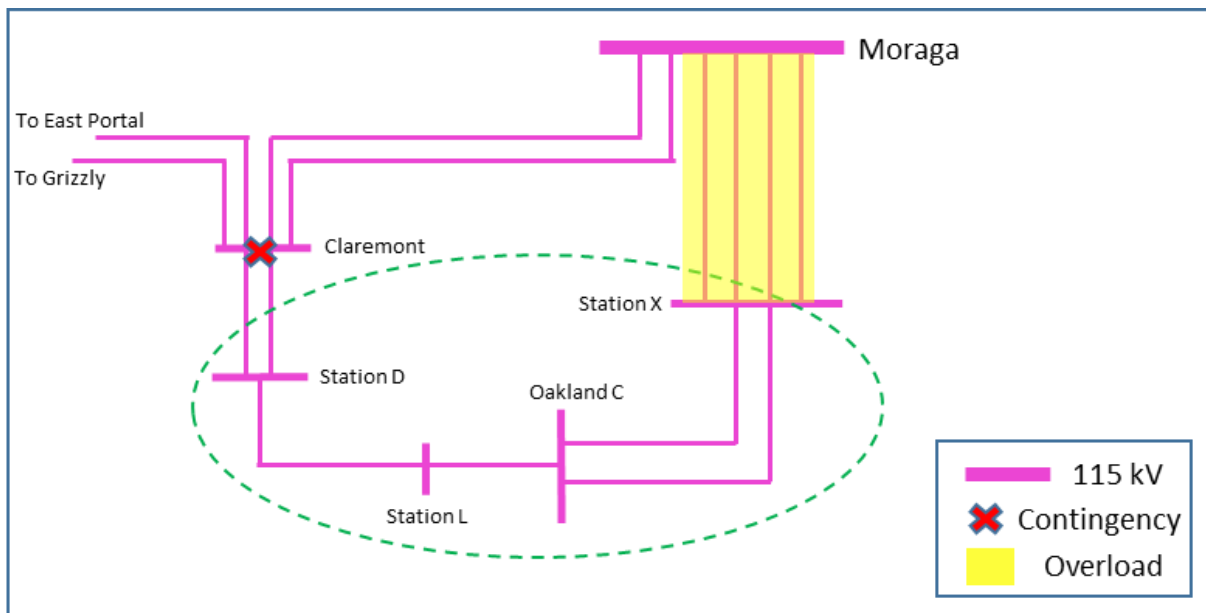 Moraga
To East Portal
To Grizzly
Claremont
Station X
Station D
Oakland C
Station L
115 kV
Contingency
Overload